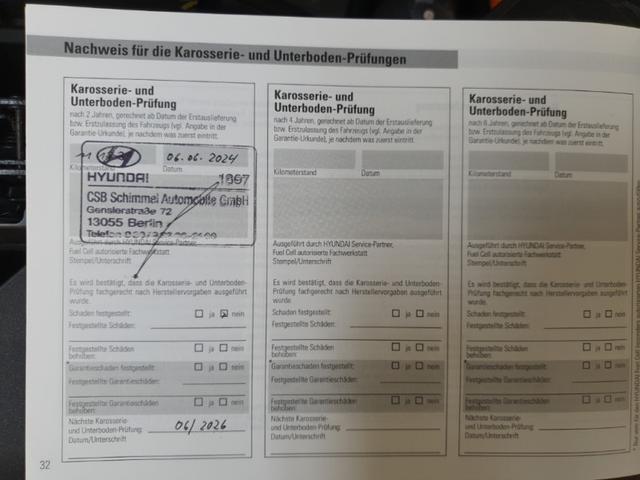 Nachweis für die Karosserie- und Unterboden-Prüfungen
Karosserie- und
Unterboden-Prüfung
nach 2 Jahren, gerechnet ab Datum der Erstauslieferung
bzw. Erstzulassung des Fahrzeugs (vgl. Angabe in der
Garantie-Urkunde), je nachdem was zuerst eintritt.
06.06.2024
Kilometerstand Datum
HYUNDAI 1867
CSB Schimmel Automobile GmbH
Genslerstraße 72
13055 Berlin
Telefon
Ausgeführt durch HYUNDAI Service-Partner,
Fuel Cell autorisierte Fachwerkstatt
Stempel/Unterschrift
Es wird bestätigt, dass die Karosserie- und Unterboden-
Prüfung fachgerecht nach Herstellervorgaben ausgeführt
wurde.
Schaden festgestellt: ja nein
Festgestellte Schäden:
Festgestellte Schäden
behoben: ja nein
Garantieschaden festgestellt: ja nein
Festgestellte Garantieschäden:
Festgestellte Garantieschäden
behoben: ja nein
Nächste Karosserie-
und Unterboden-Prüfung: 06/2026
Datum/Unterschrift
Karosserie- und
Unterboden-Prüfung
nach 4 Jahren, gerechnet ab Datum der Erstauslieferung
bzw. Erstzulassung des Fahrzeugs (vgl. Angabe in der
Garantie-Urkunde), je nachdem was zuerst eintritt.
Kilometerstand Datum
Ausgeführt durch HYUNDAI Service-Partner,
Fuel Cell autorisierte Fachwerkstatt
Stempel/Unterschrift
Es wird bestätigt, dass die Karosserie- und Unterboden-
Prüfung fachgerecht nach Herstellervorgaben ausgeführt
wurde.
Schaden festgestellt: ja nein
Festgestellte Schäden:
Festgestellte Schäden
behoben: ja nein
Garantieschaden festgestellt: ja nein
Festgestellte Garantieschäden:
Festgestellte Garantieschäden
behoben: ja nein
Nächste Karosserie-
und Unterboden-Prüfung:
Datum/Unterschrift
Karosserie- und
Unterboden-Prüfung
nach 6 Jahren, gerechnet ab Datum der Erstauslieferung
bzw. Erstzulassung des Fahrzeugs (vgl. Angabe in der
Garantie-Urkunde), je nachdem was zuerst eintritt.
Kilometerstand Datum
Ausgeführt durch HYUNDAI Service-Partner,
Fuel Cell autorisierte Fachwerkstatt
Stempel/Unterschrift
Es wird bestätigt, dass die Karosserie- und Unterboden-
Prüfung fachgerecht nach Herstellervorgaben ausgeführt
wurde.
Schaden festgestellt: ja nein
Festgestellte Schäden:
Festgestellte Schäden
behoben: ja nein
Garantieschaden festgestellt: ja nein
Festgestellte Garantieschäden:
Festgestellte Garantieschäden
behoben: ja nein
Nächste Karosserie-
und Unterboden-Prüfung:
Datum/Unterschrift
32